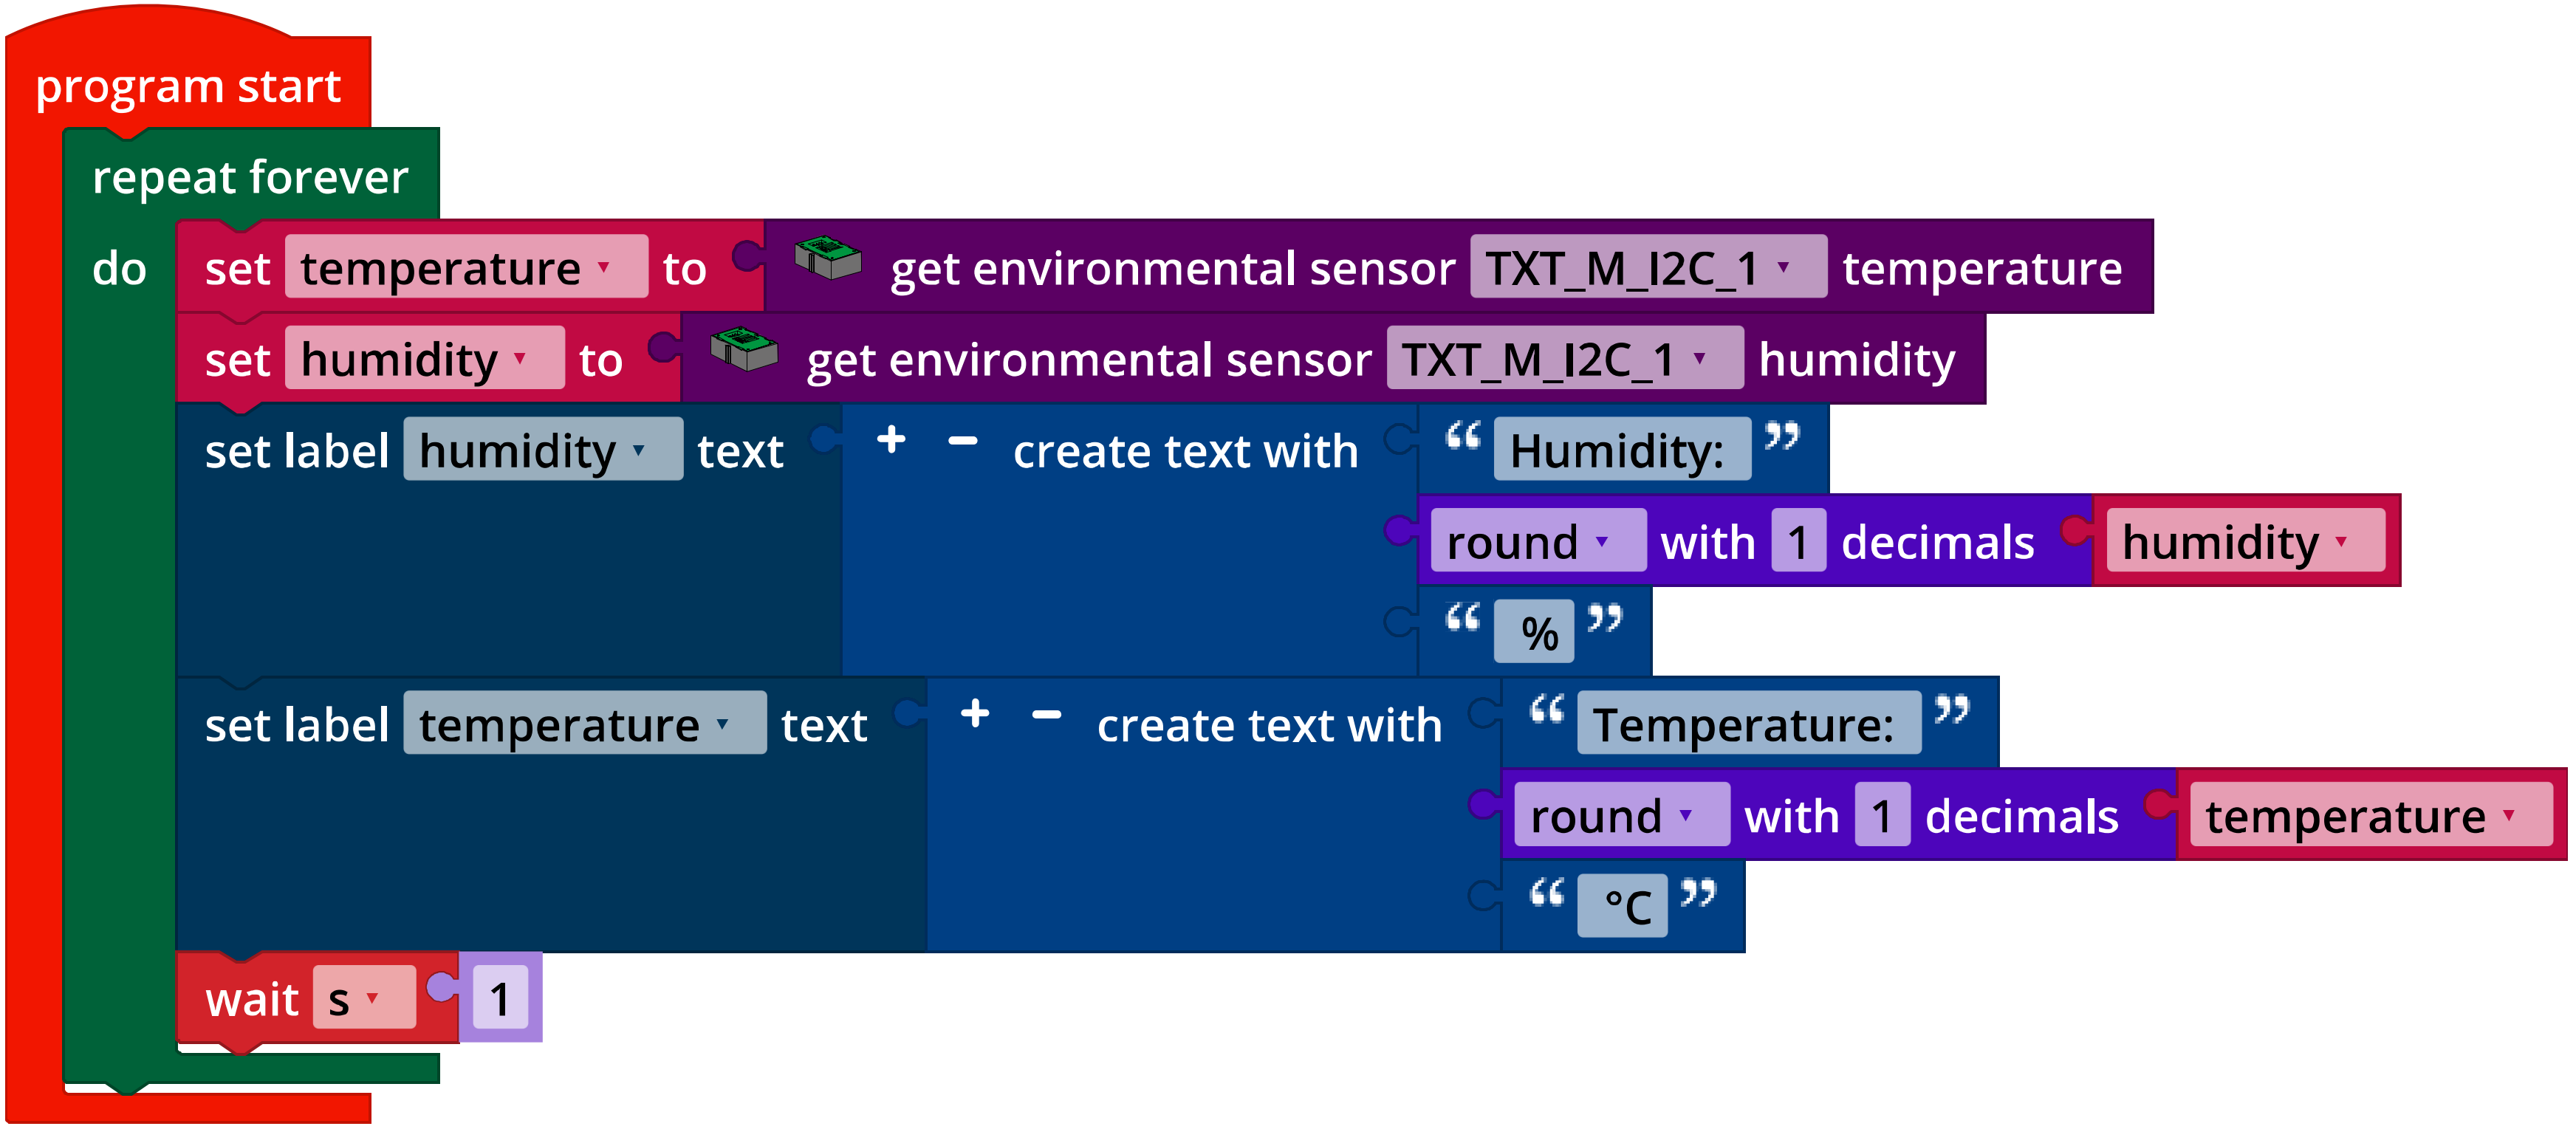 program start
repeat forever
do set temperature to get environmental sensor TXT_M_I2C_1 temperature
set humidity to get environmental sensor TXT_M_I2C_1 humidity
set label humidity text + - create text with “ Humidity: ”
round with 1 decimals humidity
“ % ”
set label temperature text + - create text with “ Temperature: ”
round with 1 decimals temperature
“ °C ”
wait s 1